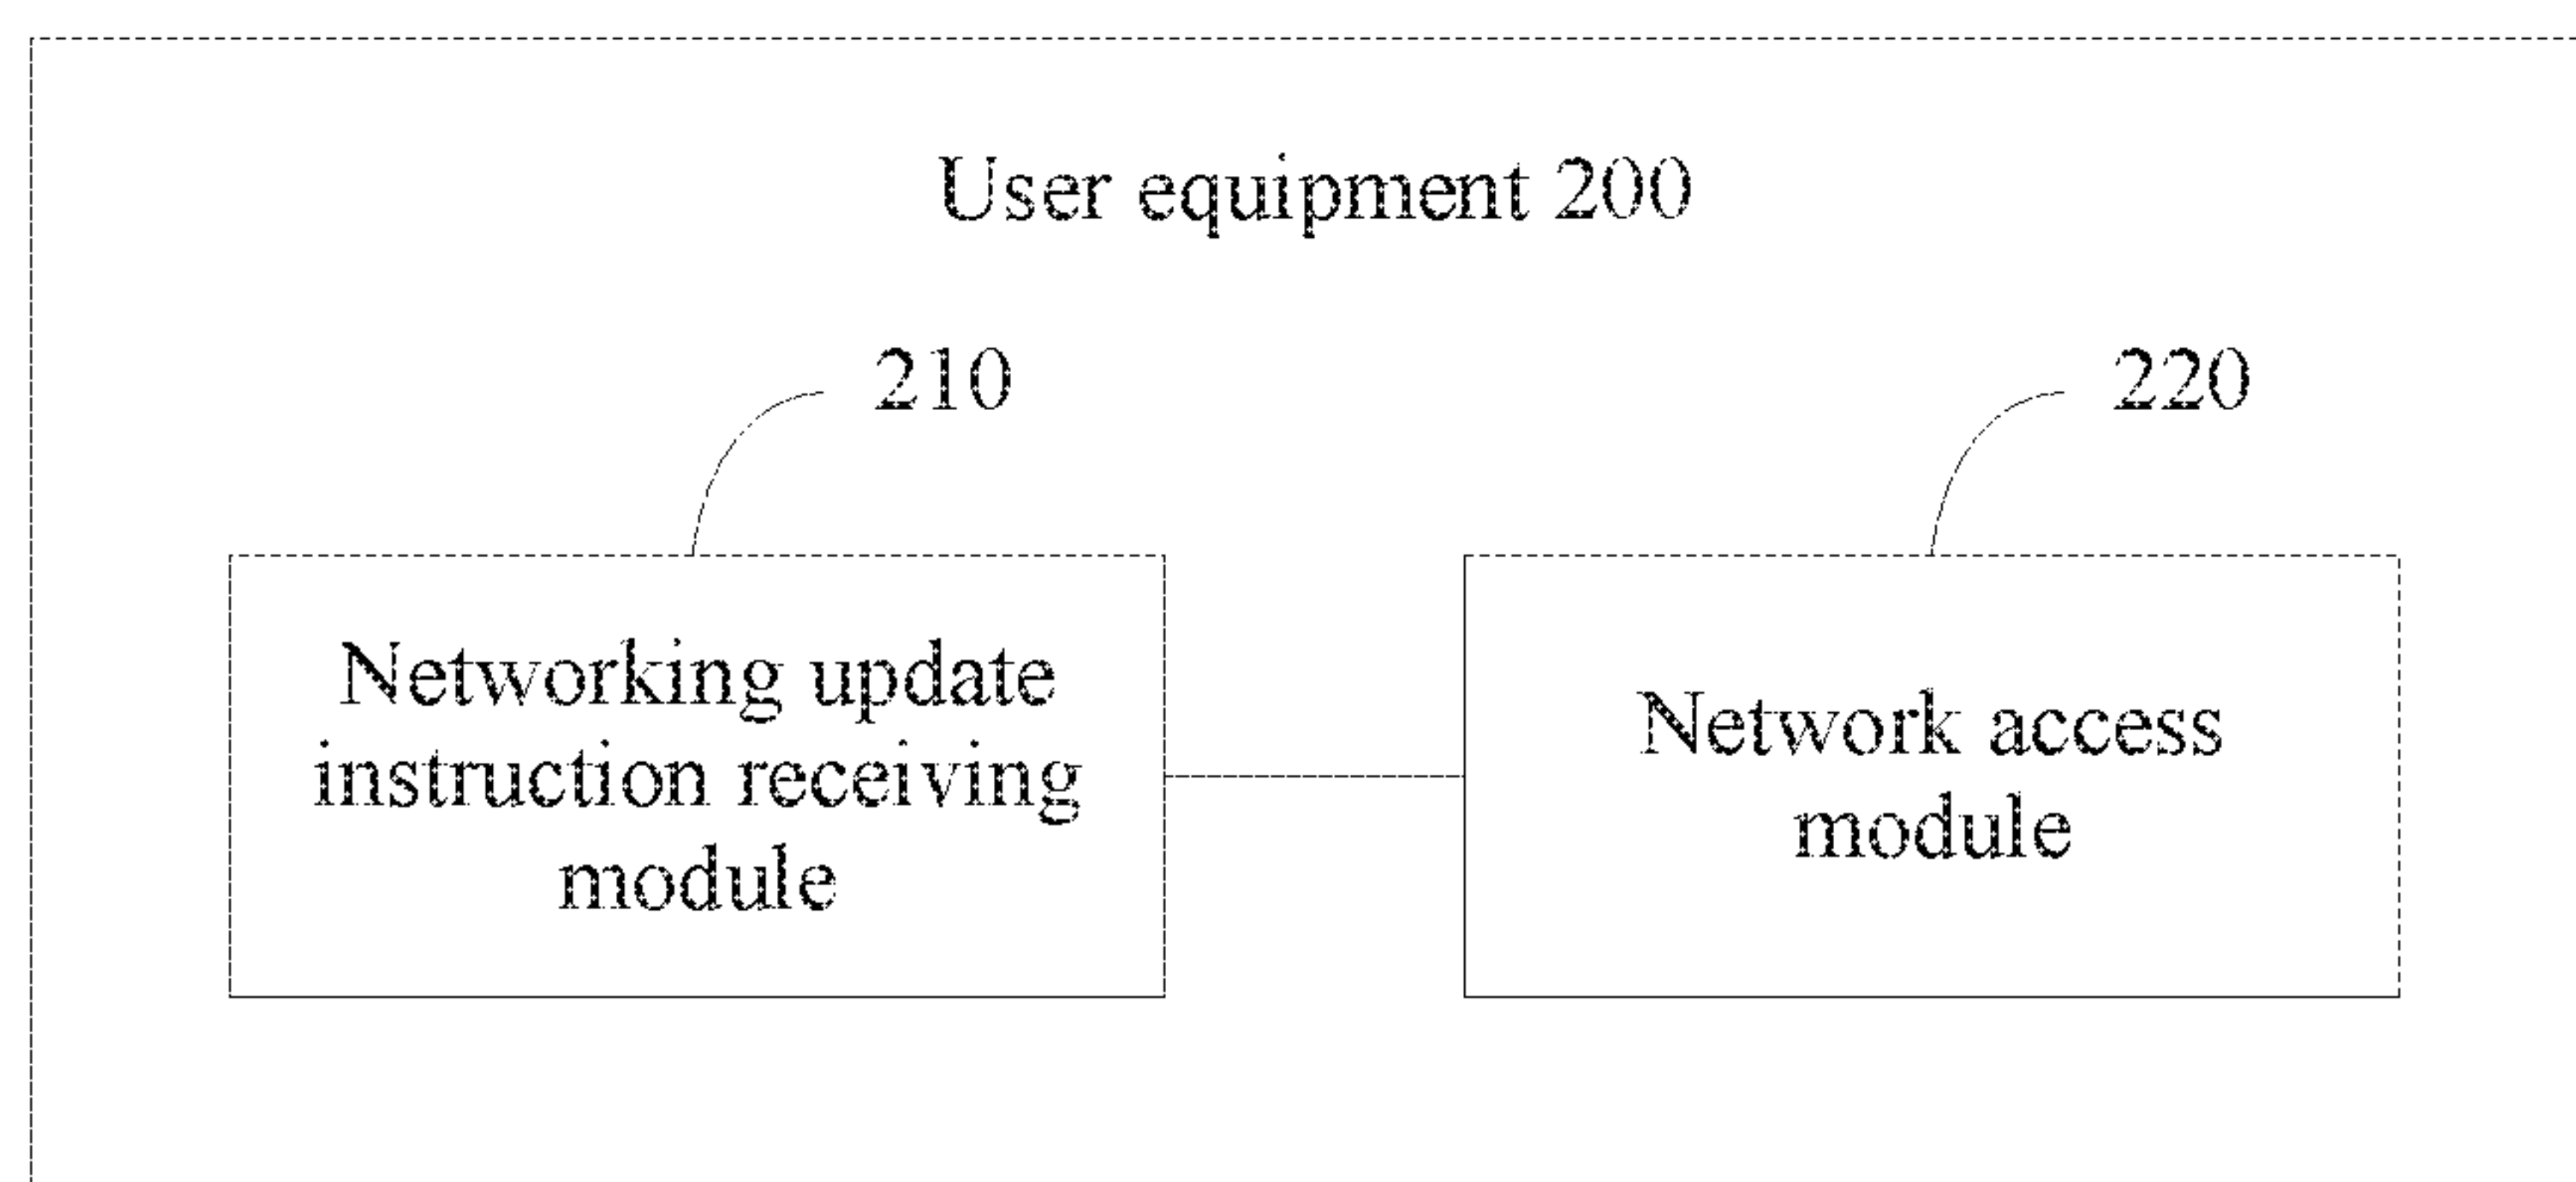 User equipment 200
210
220
Networking update
instruction receiving
module
Network access
module